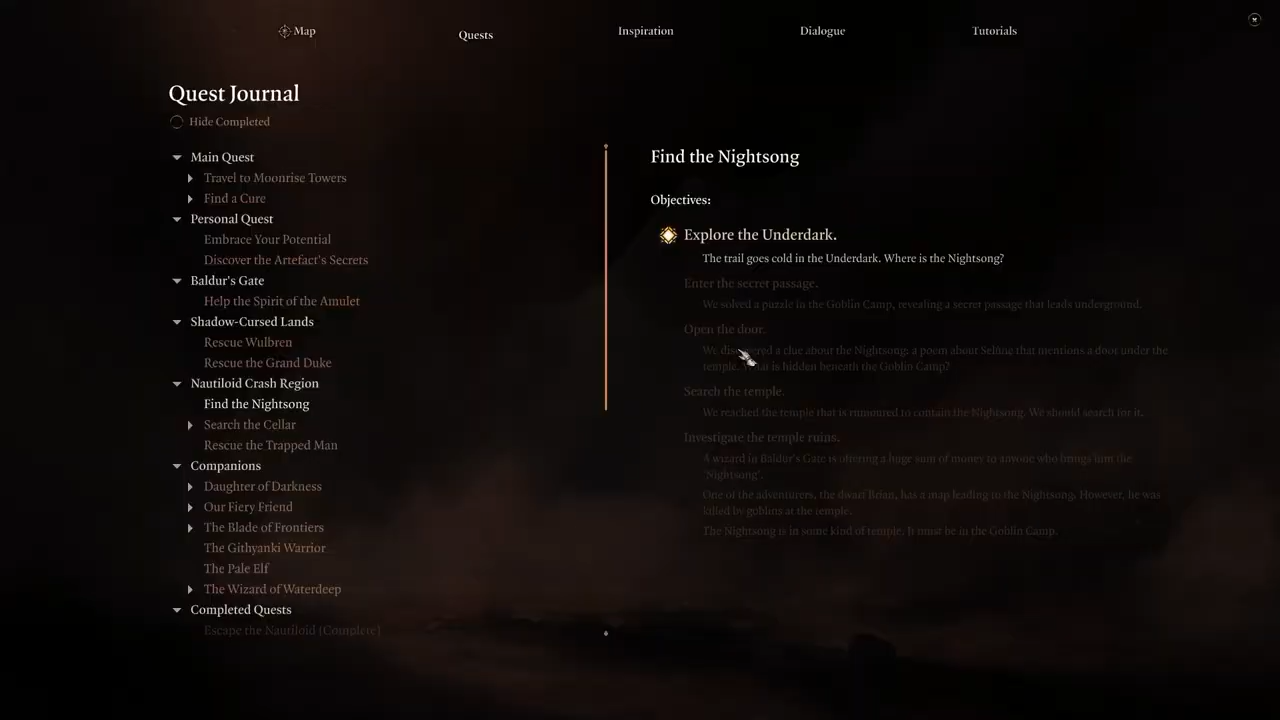 Map
Quests
Inspiration
Dialogue
Tutorials
Quest Journal
Hide Completed
Main Quest
Travel to Moonrise Towers
Find a Cure
Personal Quest
Embrace Your Potential
Discover the Artefact's Secrets
Baldur's Gate
Help the Spirit of the Amulet
Shadow-Cursed Lands
Rescue Wulbren
Rescue the Grand Duke
Nautiloid Crash Region
Find the Nightsong
Search the Cellar
Rescue the Trapped Man
Companions
Daughter of Darkness
Our Fiery Friend
The Blade of Frontiers
The Githyanki Warrior
The Pale Elf
The Wizard of Waterdeep
Completed Quests
Escape the Nautiloid (Complete)
Find the Nightsong
Objectives:
Explore the Underdark.
The trail goes cold in the Underdark. Where is the Nightsong?
Enter the secret passage.
We solved a puzzle in the Goblin Camp, revealing a secret passage that leads underground.
Open the door.
We discovered a clue about the Nightsong: a poem about Selûne that mentions a door under the
temple. What is hidden beneath the Goblin Camp?
Search the temple.
We reached the temple that is rumoured to contain the Nightsong. We should search for it.
Investigate the temple ruins.
A wizard in Baldur's Gate is offering a huge sum of money to anyone who brings him the
'Nightsong'.
One of the adventurers, the dwarf Brian, has a map leading to the Nightsong. However, he was
killed by goblins at the temple.
The Nightsong is in some kind of temple. It must be in the Goblin Camp.